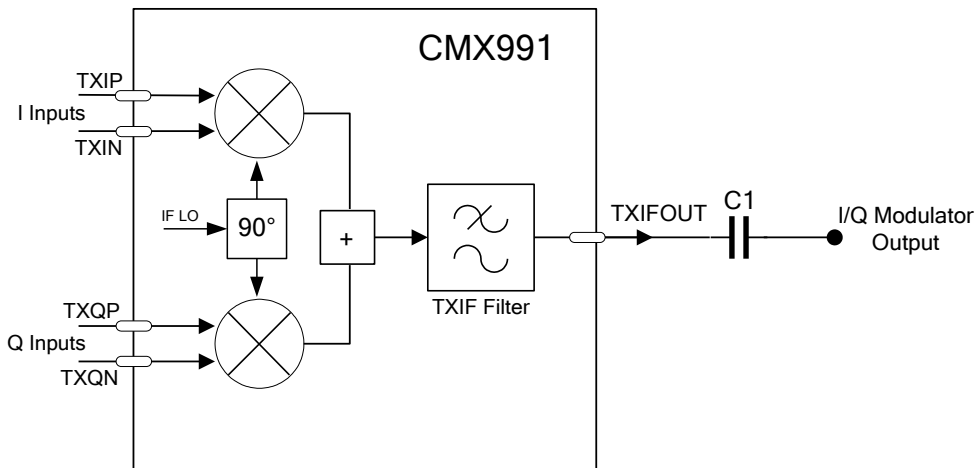 CMX991
TXIP
I Inputs
TXIN
IF LO
90°
+
TXIFOUT
C1
I/Q Modulator
Output
TXIF Filter
TXQP
Q Inputs
TXQN